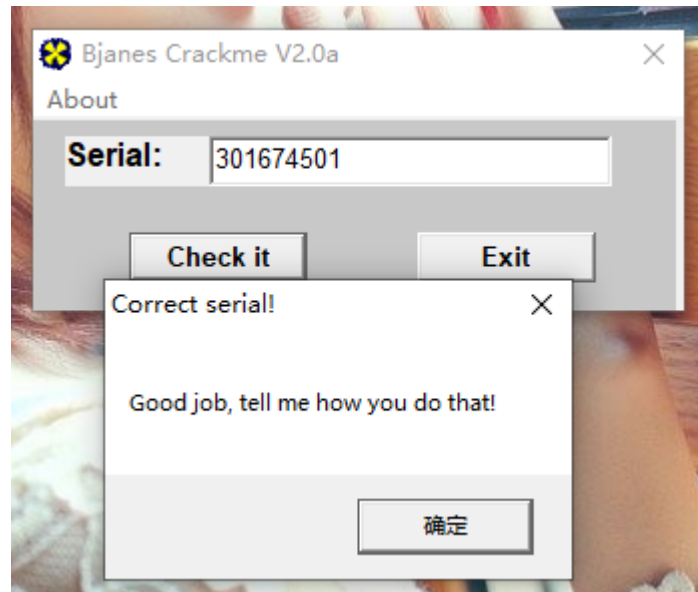 Bjanes Crackme V2.0a
About
Serial: 301674501
Check it Exit
Correct serial!
Good job, tell me how you do that!
确定